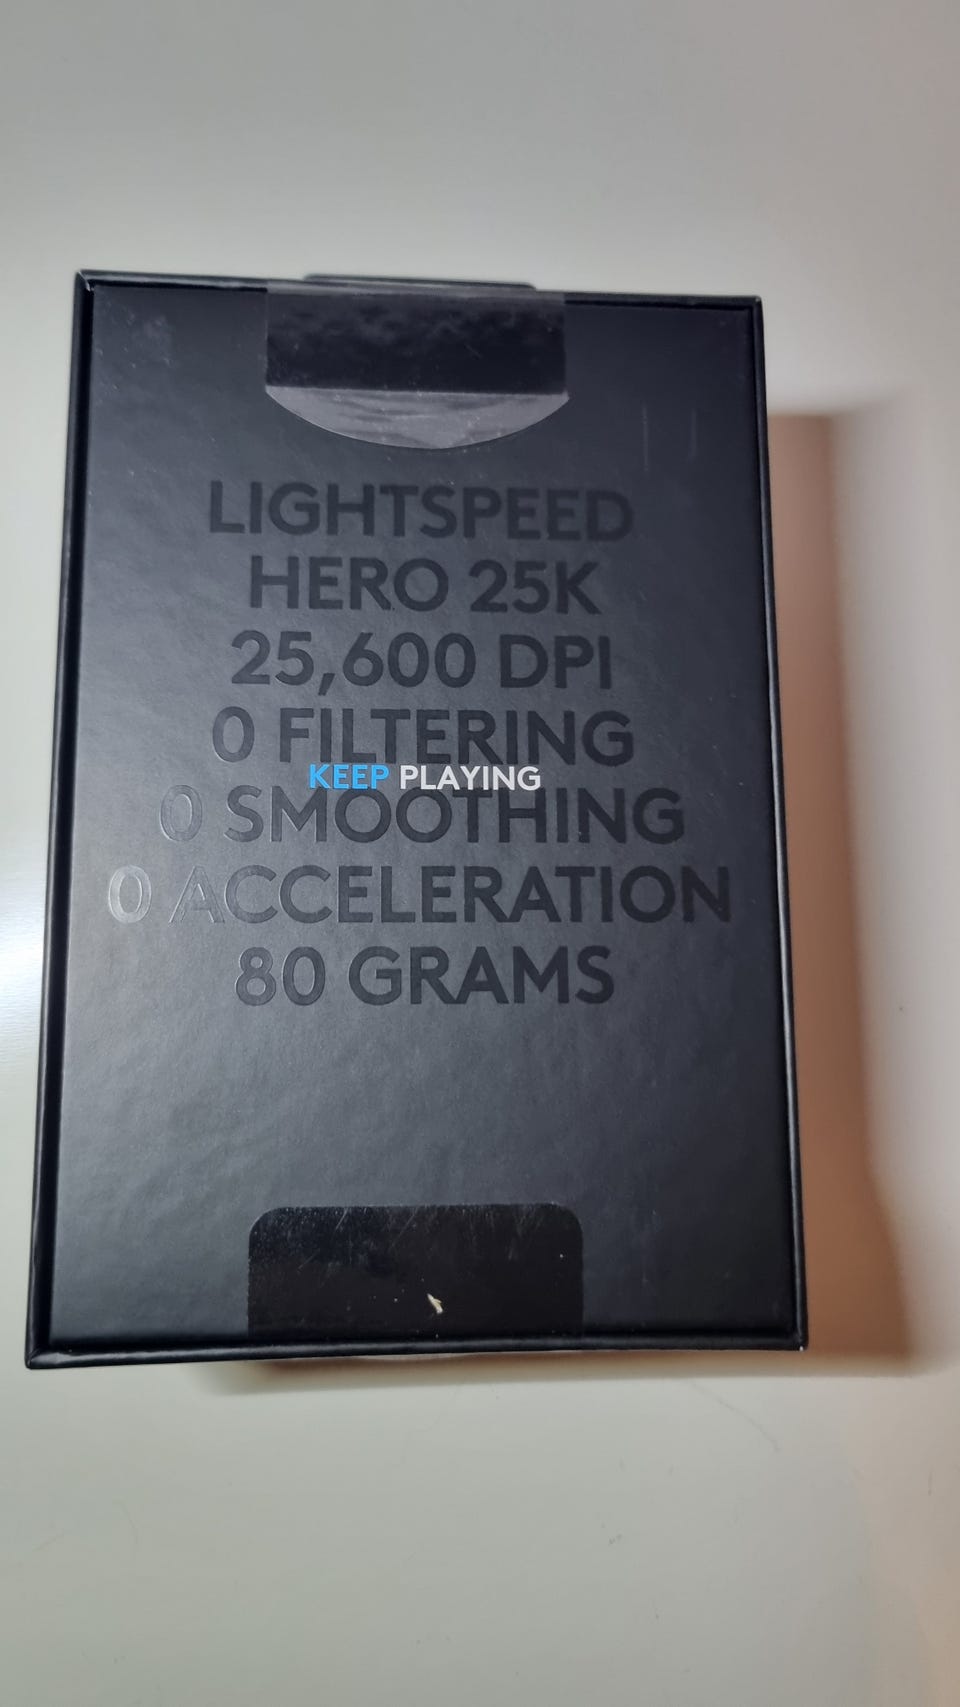 LIGHTSPEED
HERO 25K
25,600 DPI
0 FILTERING
KEEP PLAYING
0 SMOOTHING
0 ACCELERATION
80 GRAMS